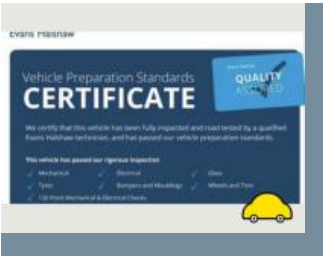 Evans Halshaw
Vehicle Preparation Standards
QUALITY
CERTIFICATE
ASSURED
We certify that this vehicle has been fully inspected and road tested by a qualified
Evans Halshaw technician, and has passed our vehicle preparation standards.
This vehicle has passed our rigorous inspection
Mechanical
Electrical
Glass
Tyres
Bumpers and Mouldings
Wheels and Trim
130 Point Mechanical & Electrical Checks